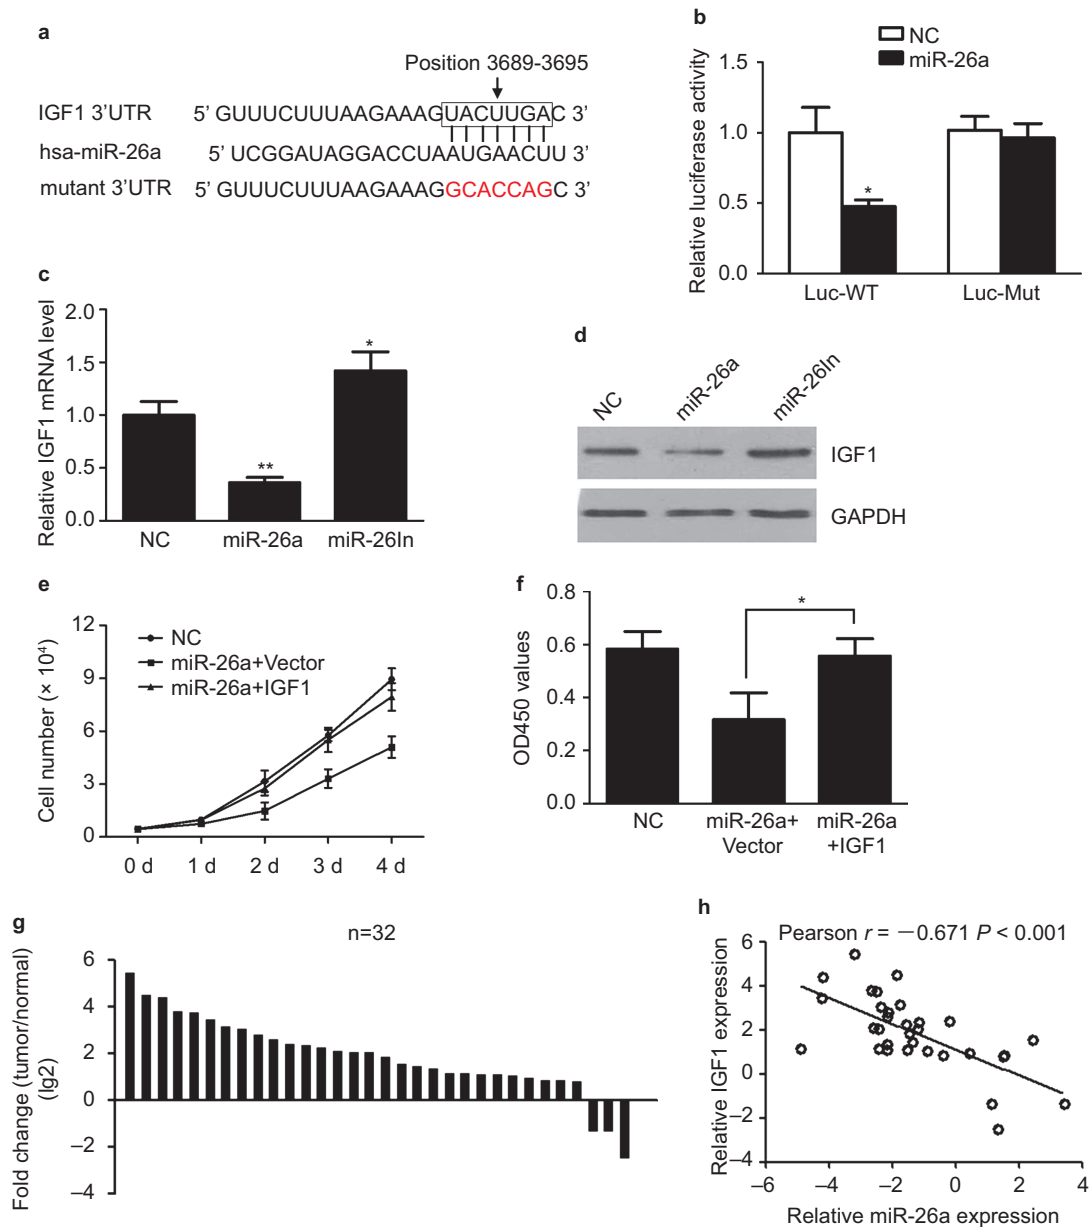 a
Position 3689-3695
IGF1 3'UTR 5' GUUUCUUUAAGAAAGUACUUGAC 3'
hsa-miR-26a 5' UCGGAUAGGACCUAAUGAACUU 3'
mutant 3'UTR 5' GUUUCUUUAAGAAAGGCACCAGC 3'
b
NC
miR-26a
Relative luciferase activity
1.5
1.0
0.5
0.0
*
Luc-WT Luc-Mut
c
Relative IGF1 mRNA level
2.0
1.5
1.0
0.5
0.0
**
*
NC miR-26a miR-26In
d
NC miR-26a miR-26In
IGF1
GAPDH
e
Cell number (× 10⁴)
12
9
6
3
0
NC
miR-26a+Vector
miR-26a+IGF1
0 d 1 d 2 d 3 d 4 d
f
OD450 values
0.8
0.6
0.4
0.2
0.0
*
NC miR-26a+ miR-26a
Vector +IGF1
g
n=32
Fold change (tumor/normal)
(lg2)
6
4
2
0
–2
–4
h
Pearson r = —0.671 P < 0.001
Relative IGF1 expression
6
4
2
0
–2
–4
–6 –4 –2 0 2 4
Relative miR-26a expression